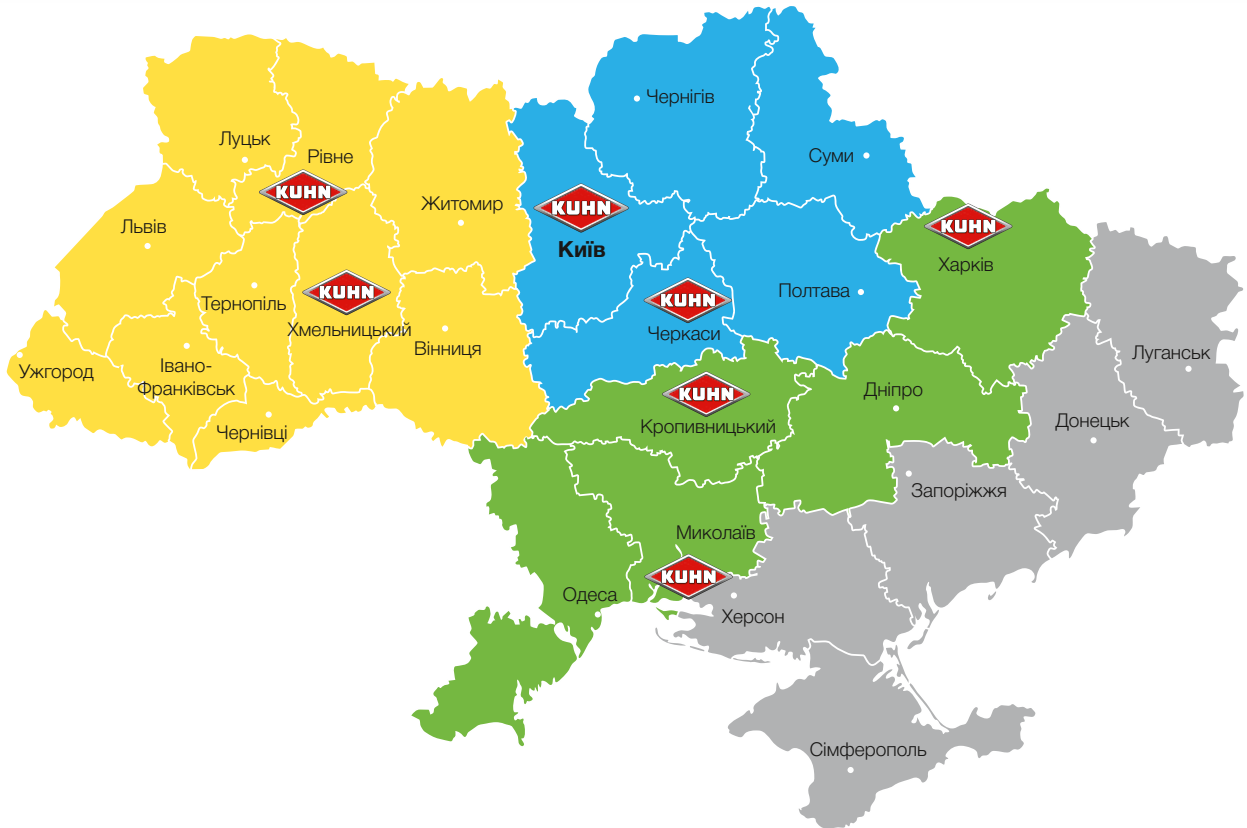 Чернігів
Луцьк
Суми
Рівне
KUHN
Житомир
KUHN
Львів
KUHN
Київ
Харків
Тернопіль
KUHN
Хмельницький
KUHN
Черкаси
Полтава
Вінниця
Ужгород
Івано-
Франківськ
Луганськ
Чернівці
KUHN
Кропивницький
Дніпро
Донецьк
Запоріжжя
Миколаїв
KUHN
Одеса
Херсон
Сімферополь